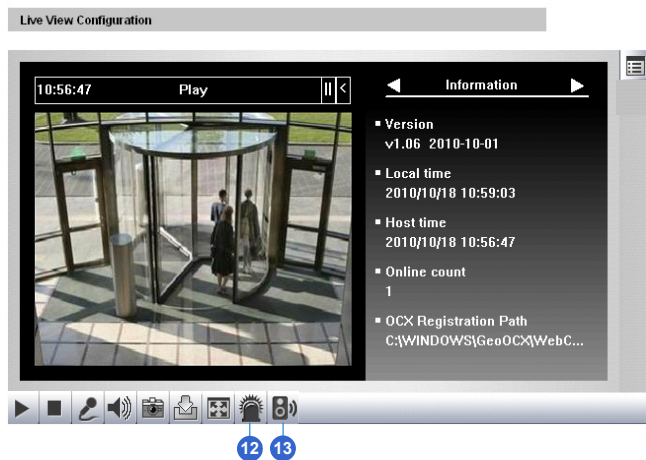 Live View Configuration
10:56:47 Play
Information
Version
v1.06 2010-10-01
Local time
2010/10/18 10:59:03
Host time
2010/10/18 10:56:47
Online count
1
OCX Registration Path
C:\WINDOWS\GeoOCX\WebC...
12 13